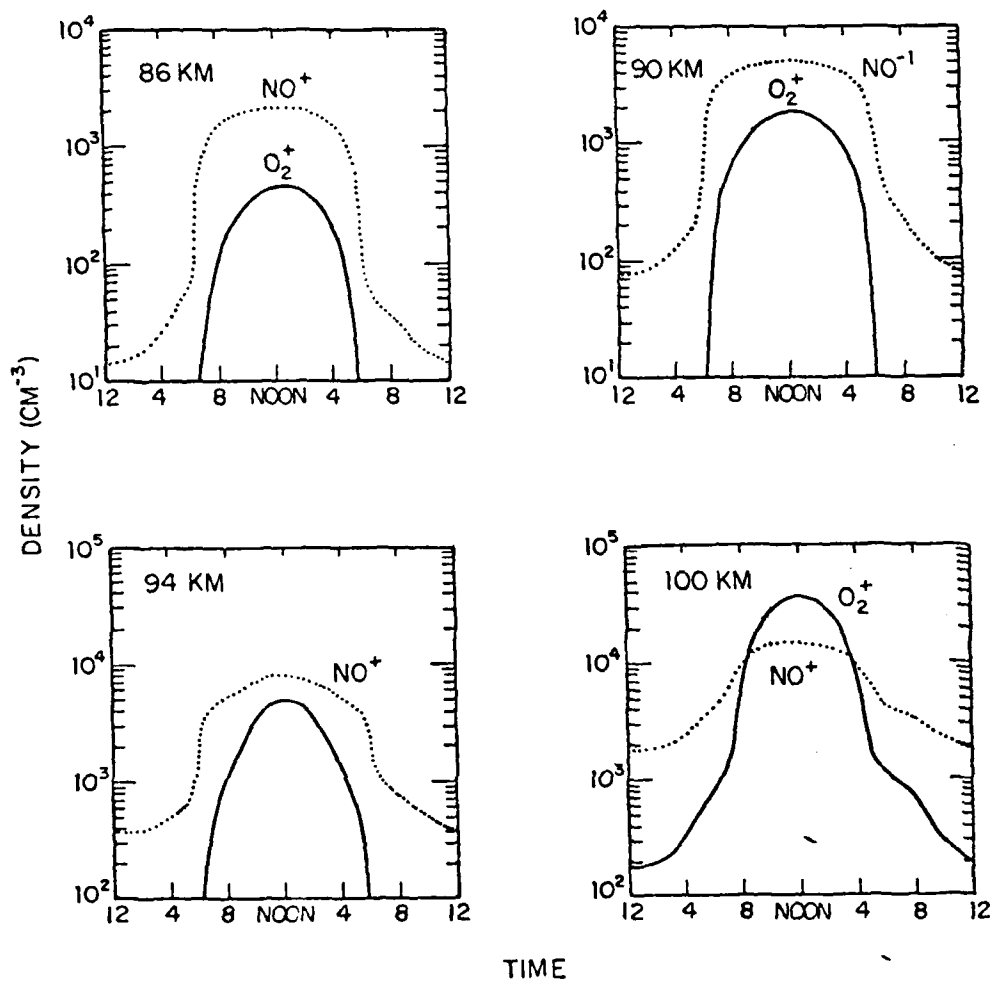 DENSITY (CM⁻³)
86 KM
NO⁺
O₂⁺
10⁴
10³
10²
10¹
12 4 8 NOON 4 8 12
90 KM
NO⁻¹
O₂⁺
10⁴
10³
10²
10¹
12 4 8 NOON 4 8 12
94 KM
NO⁺
10⁵
10⁴
10³
10²
12 4 8 NOON 4 8 12
100 KM
O₂⁺
NO⁺
10⁵
10⁴
10³
10²
12 4 8 NOON 4 8 12
TIME